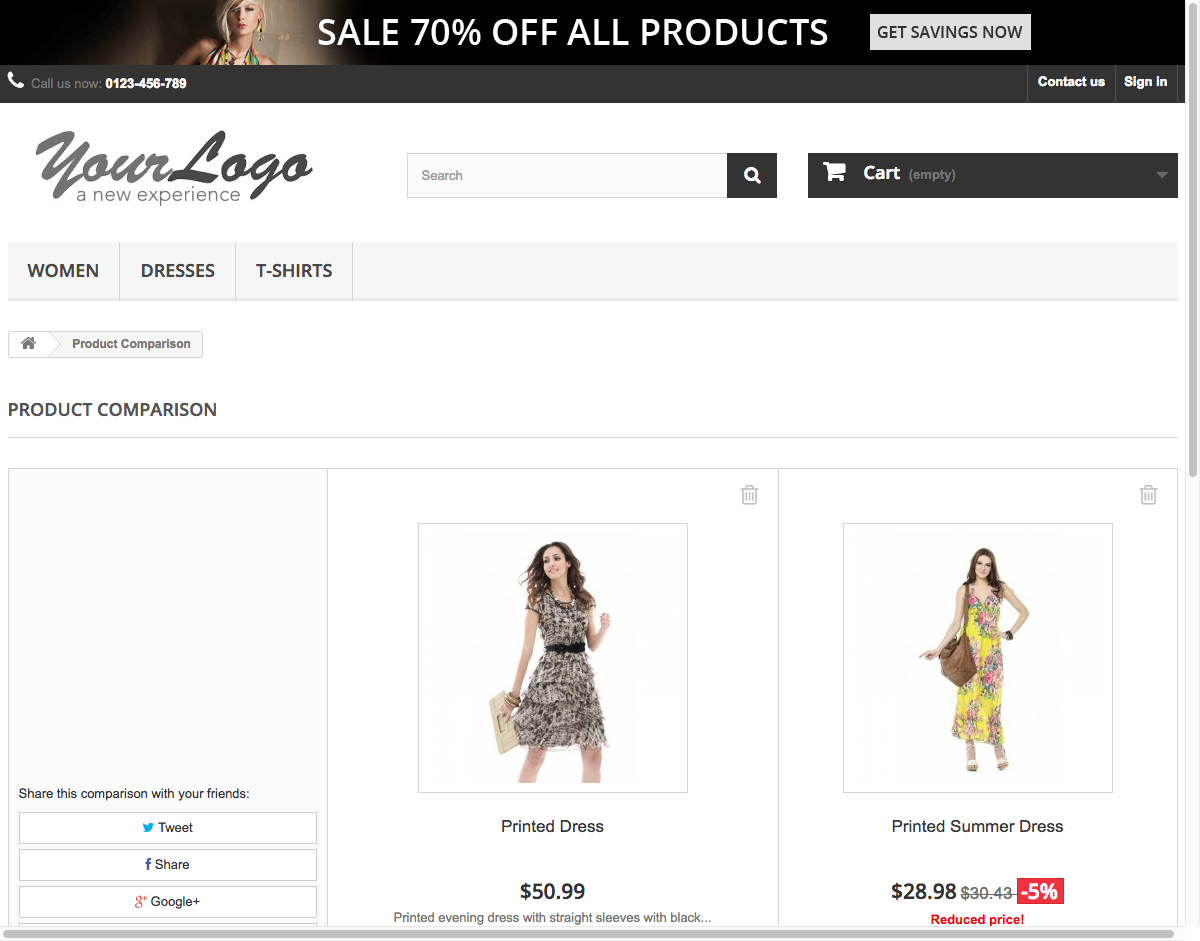 SALE 70% OFF ALL PRODUCTS
GET SAVINGS NOW
Call us now: 0123-456-789
Contact us
Sign in
YourLogo
a new experience
Search
Cart (empty)
WOMEN
DRESSES
T-SHIRTS
Product Comparison
PRODUCT COMPARISON
Share this comparison with your friends:
Tweet
Share
Google+
Printed Dress
$50.99
Printed evening dress with straight sleeves with black...
Printed Summer Dress
$28.98 $30.43 -5%
Reduced price!